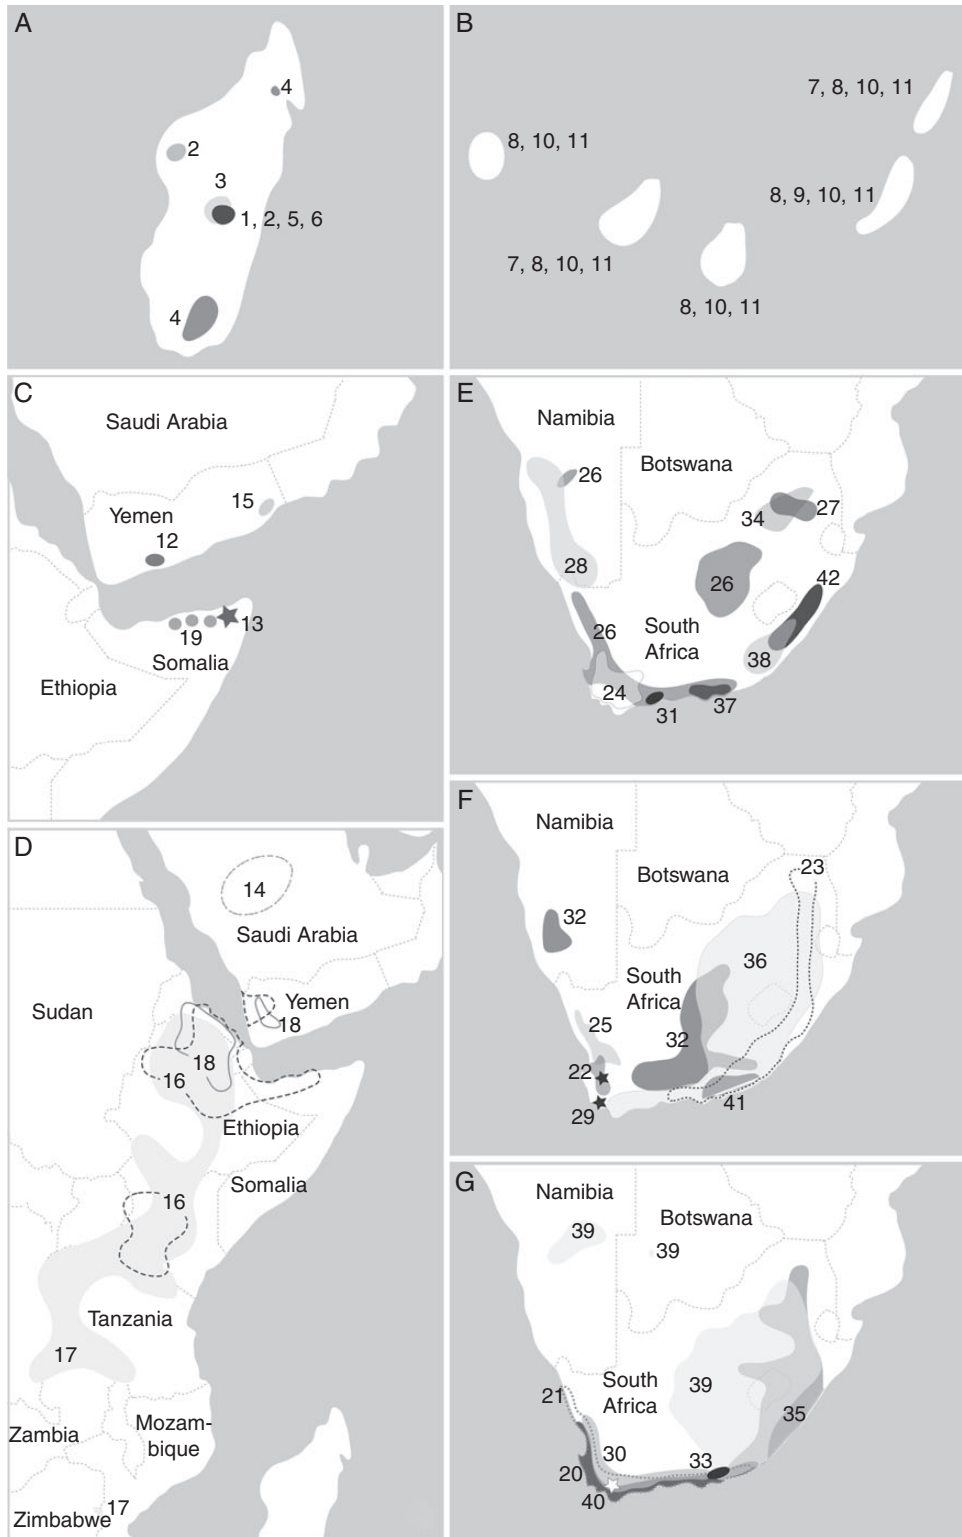 A
4
2
3
1, 2, 5, 6
4
B
7, 8, 10, 11
8, 10, 11
8, 9, 10, 11
7, 8, 10, 11
8, 10, 11
C
Saudi Arabia
15
Yemen
12
13
19
Somalia
Ethiopia
D
14
Saudi Arabia
Yemen
18
Sudan
18
16
Ethiopia
16
Somalia
Tanzania
17
Mozam-
bique
Zambia
17
Zimbabwe
E
Namibia
Botswana
26
27
34
28
26
42
26
South
Africa
38
24
31
37
F
Namibia
Botswana
23
32
36
South
Africa
25
32
22
29
41
G
Namibia
Botswana
39
39
South
Africa
39
21
35
30
33
20
40